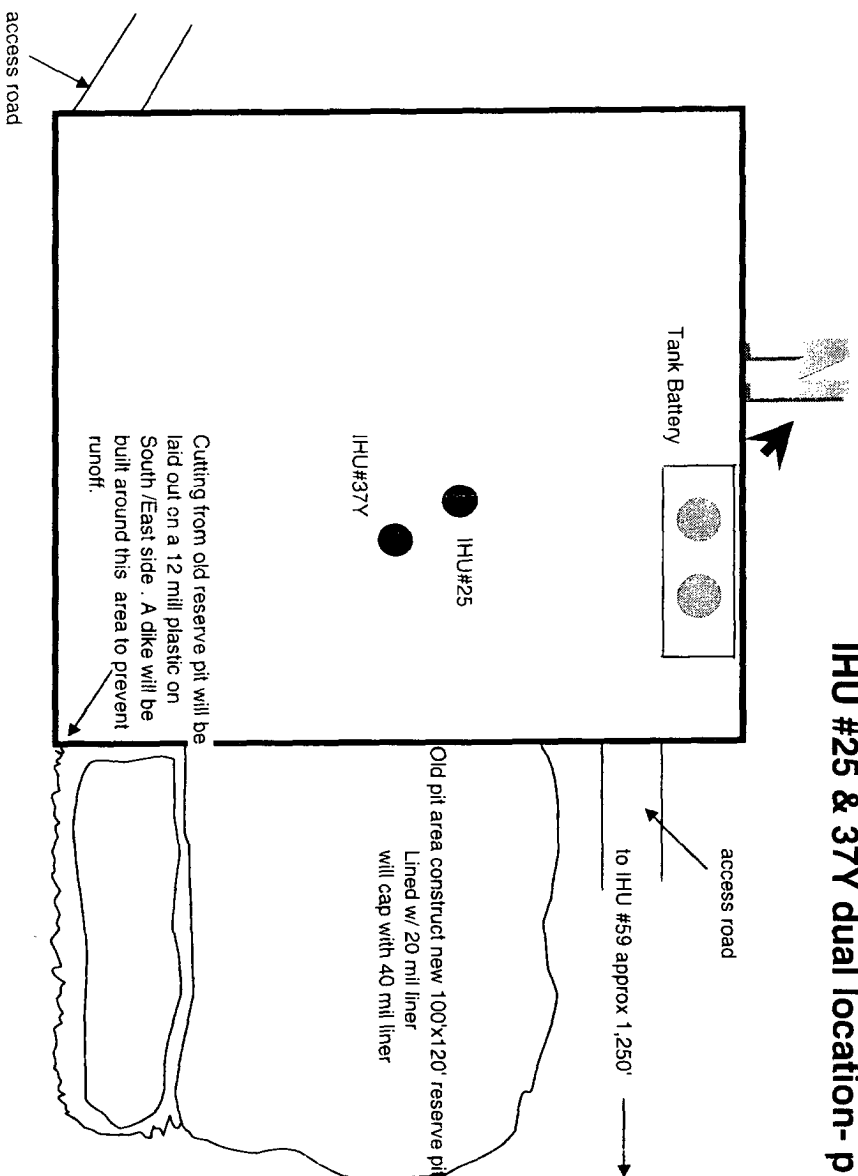 IHU #25 & 37Y dual location- p
access road
to IHU #59 approx 1,250'
Tank Battery
IHU#25
IHU#37Y
Old pit area construct new 100'x120' reserve pit
Lined w/ 20 mil liner
will cap with 40 mil liner
Cutting from old reserve pit will be
laid out on a 12 mill plastic on
South /East side . A dike will be
built around this area to prevent
runoff.
access road